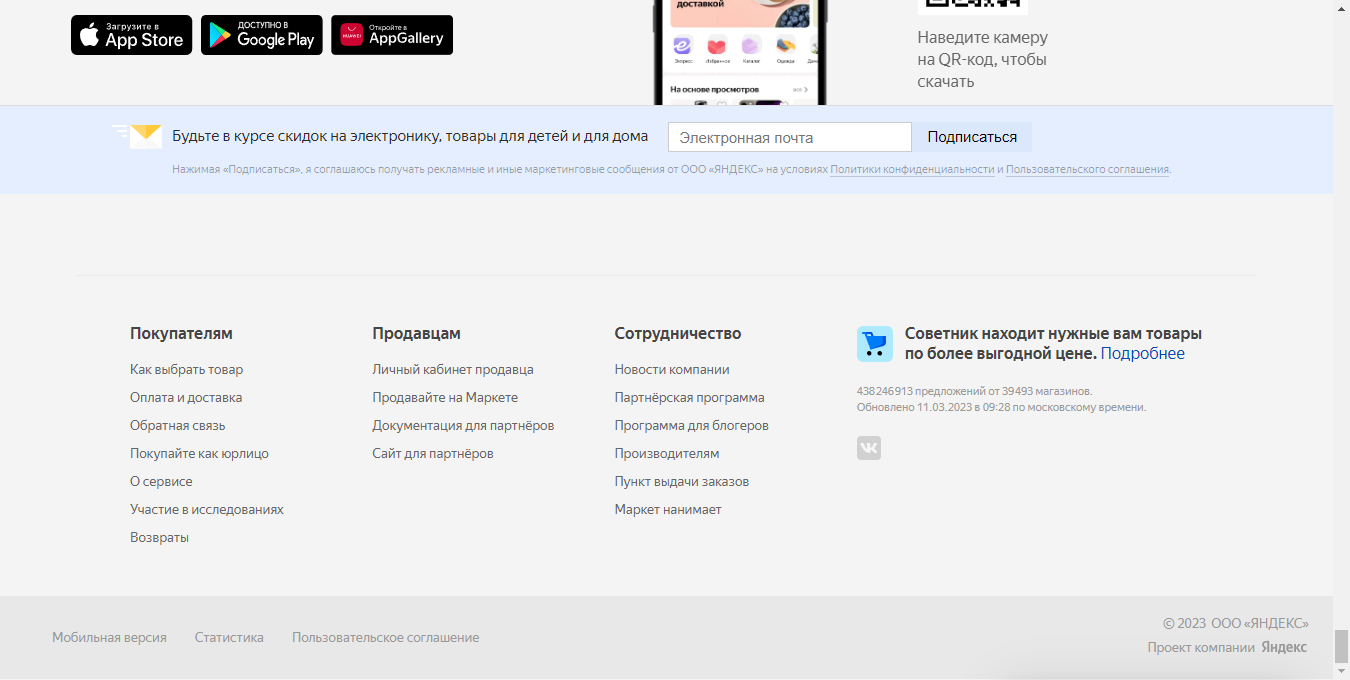 Загрузите в
App Store
ДОСТУПНО В
Google Play
HUAWEI
Откройте в
AppGallery
доставкой
Экспресс Избранное Каталог Одежда
На основе просмотров
все
Наведите камеру
на QR-код, чтобы
скачать
Будьте в курсе скидок на электронику, товары для детей и для дома
Электронная почта
Подписаться
Нажимая «Подписаться», я соглашаюсь получать рекламные и иные маркетинговые сообщения от ООО «ЯНДЕКС» на условиях Политики конфиденциальности и Пользовательского соглашения.
Покупателям
Как выбрать товар
Оплата и доставка
Обратная связь
Покупайте как юрлицо
О сервисе
Участие в исследованиях
Возвраты
Продавцам
Личный кабинет продавца
Продавайте на Маркете
Документация для партнёров
Сайт для партнёров
Сотрудничество
Новости компании
Партнёрская программа
Программа для блогеров
Производителям
Пункт выдачи заказов
Маркет нанимает
Советник находит нужные вам товары
по более выгодной цене. Подробнее
438 246 913 предложений от 39 493 магазинов.
Обновлено 11.03.2023 в 09:28 по московскому времени.
Мобильная версия
Статистика
Пользовательское соглашение
© 2023 ООО «ЯНДЕКС»
Проект компании Яндекс